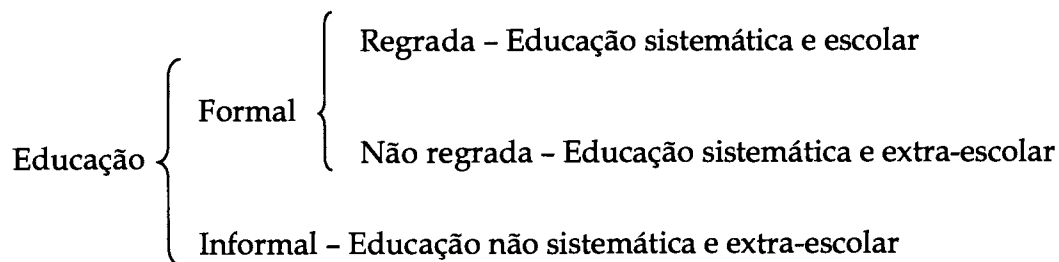 Regrada – Educação sistemática e escolar
Formal
Educação
Não regrada – Educação sistemática e extra-escolar
Informal – Educação não sistemática e extra-escolar